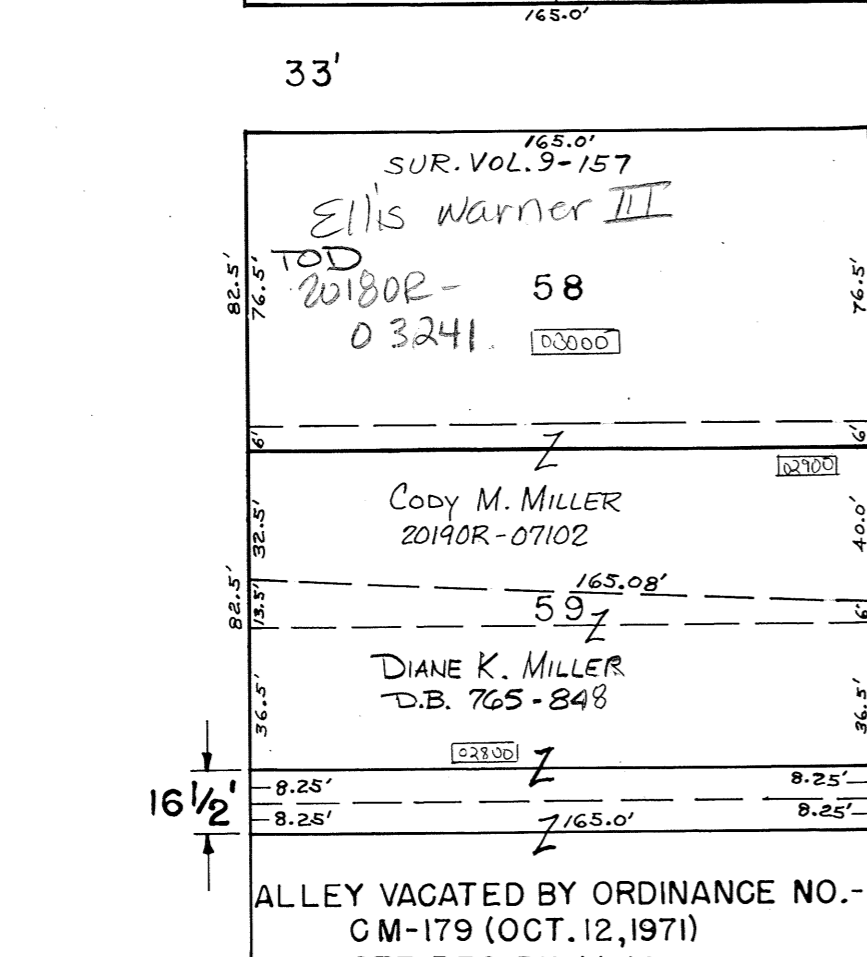 165.0'
33'
165.0'
SUR. VOL. 9-157
Ellis Warner III
TOD
20180R-
03241
58
03000
82.5'
76.5'
76.5'
6'
6'
Z
02900
CODY M. MILLER
20190R-07102
32.5'
40.0'
165.08'
82.5'
13.5'
59
Z
6'
DIANE K. MILLER
D.B. 765-848
36.5'
36.5'
02800
Z
16 1/2'
8.25'
8.25'
8.25'
8.25'
Z 165.0'
ALLEY VACATED BY ORDINANCE NO.-
CM-179 (OCT. 12, 1971)